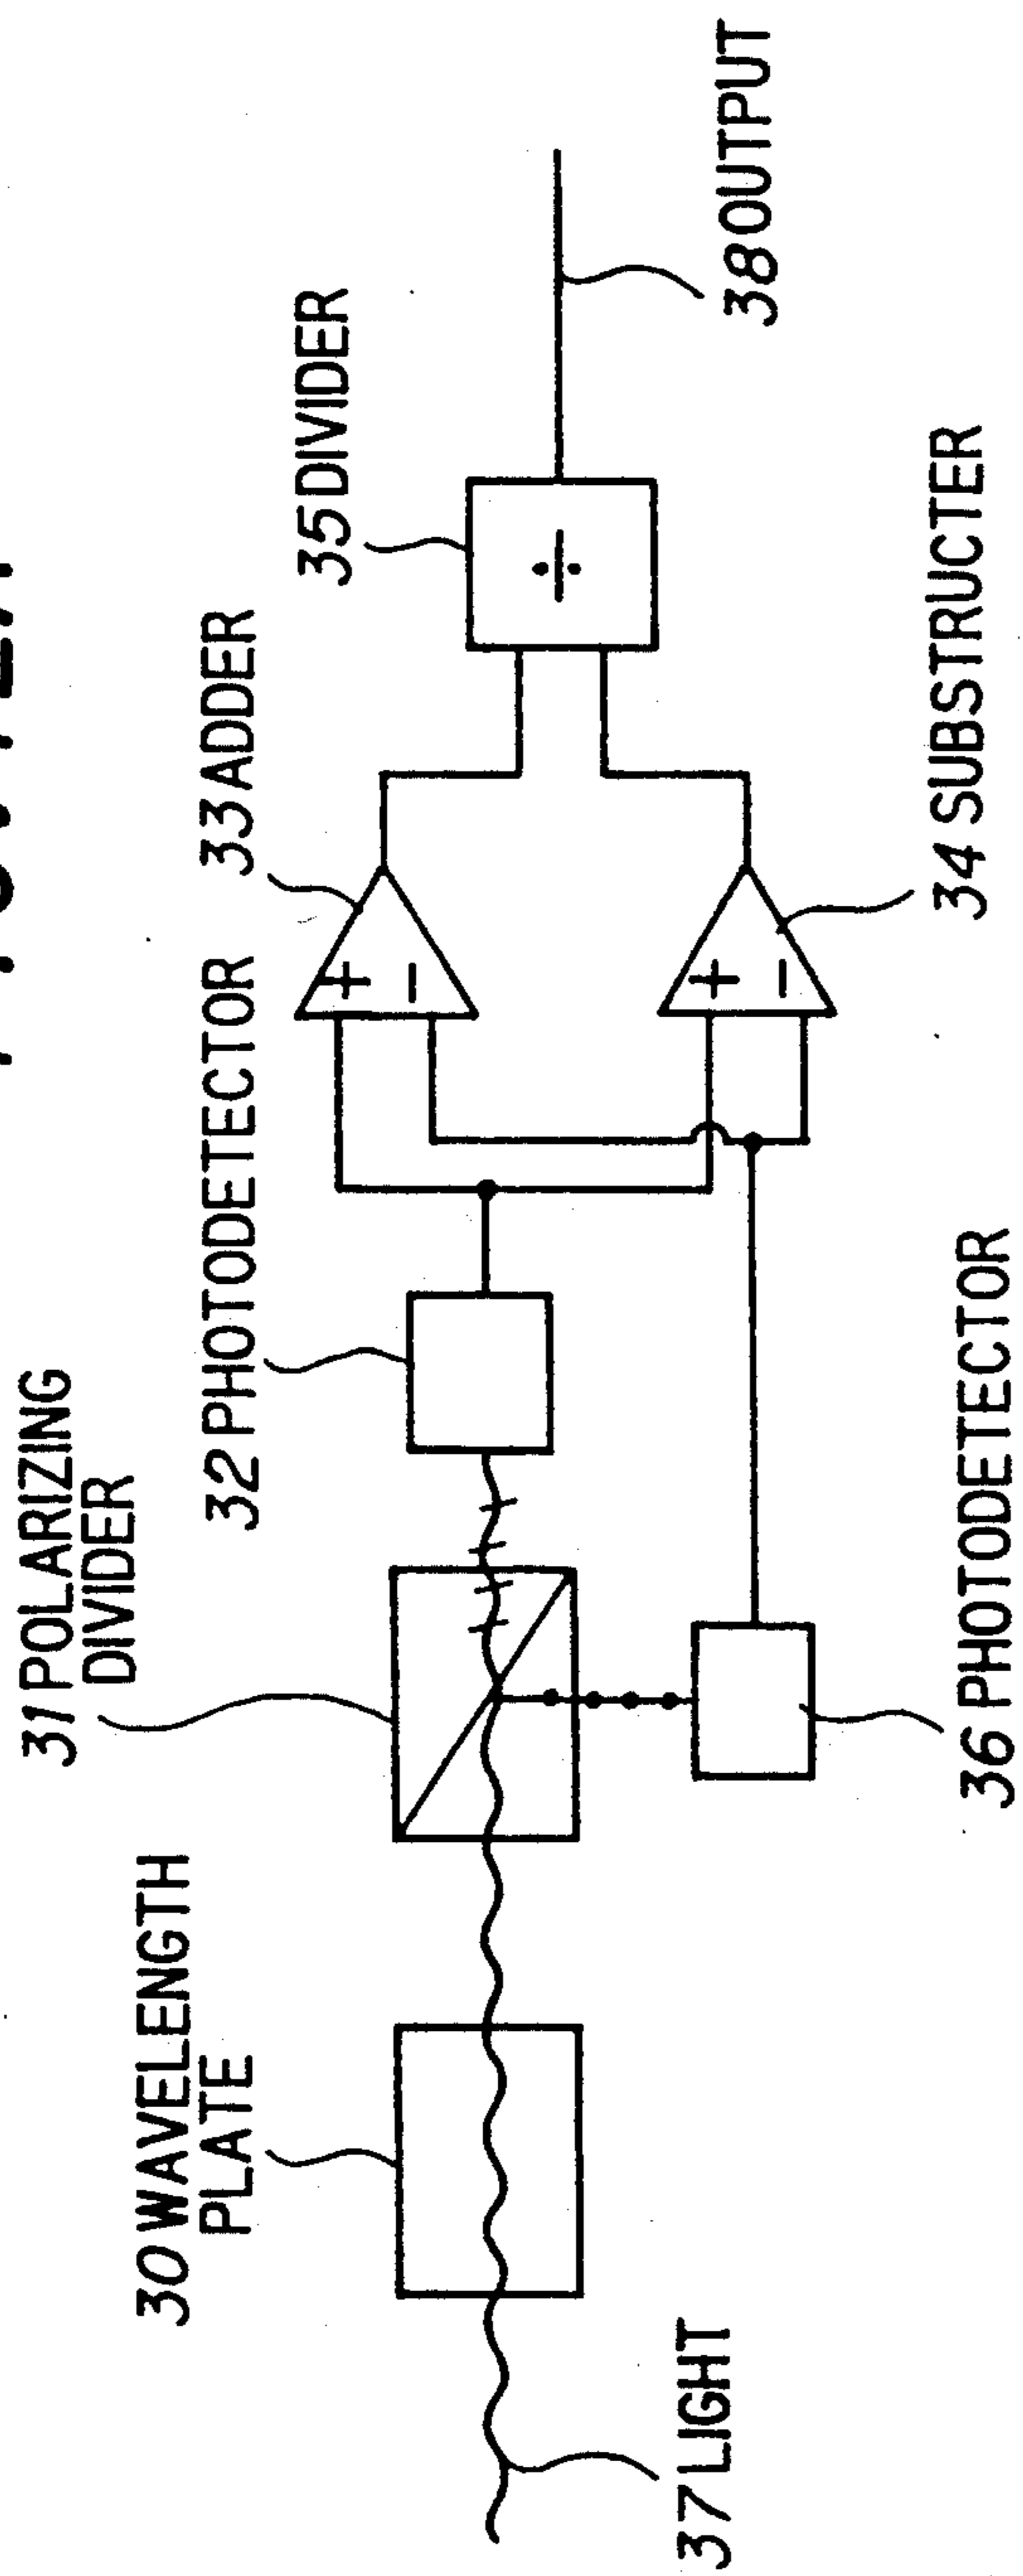 31 POLARIZING
DIVIDER
30 WAVELENGTH
PLATE
32 PHOTODETECTOR
33 ADDER
35 DIVIDER
+
−
÷
+
−
37 LIGHT
38 OUTPUT
34 SUBSTRUCTER
36 PHOTODETECTOR